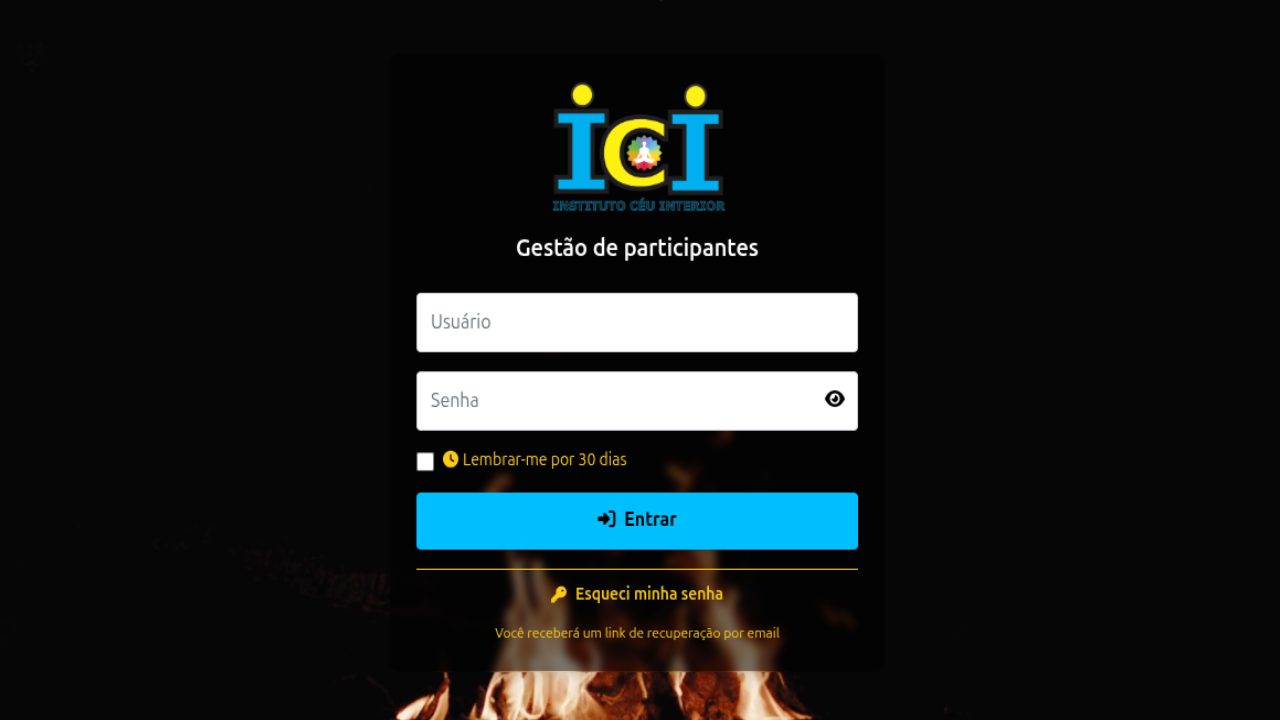 ICI
INSTITUTO CÉU INTERIOR
Gestão de participantes
Usuário
Senha
Lembrar-me por 30 dias
Entrar
Esqueci minha senha
Você receberá um link de recuperação por email